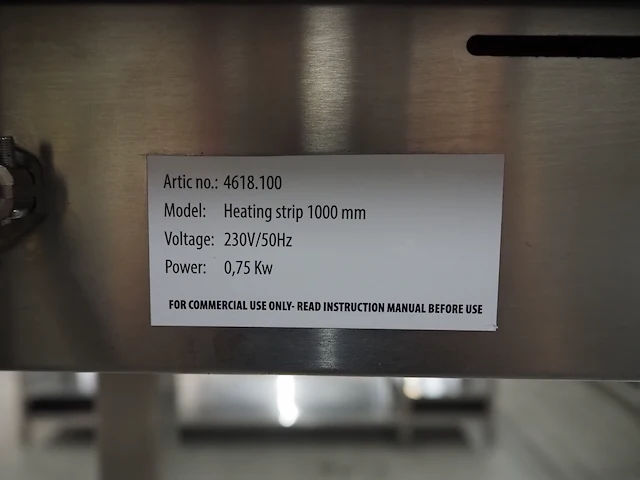 Artic no.: 4618.100
Model: Heating strip 1000 mm
Voltage: 230V/50Hz
Power: 0,75 Kw
FOR COMMERCIAL USE ONLY- READ INSTRUCTION MANUAL BEFORE USE